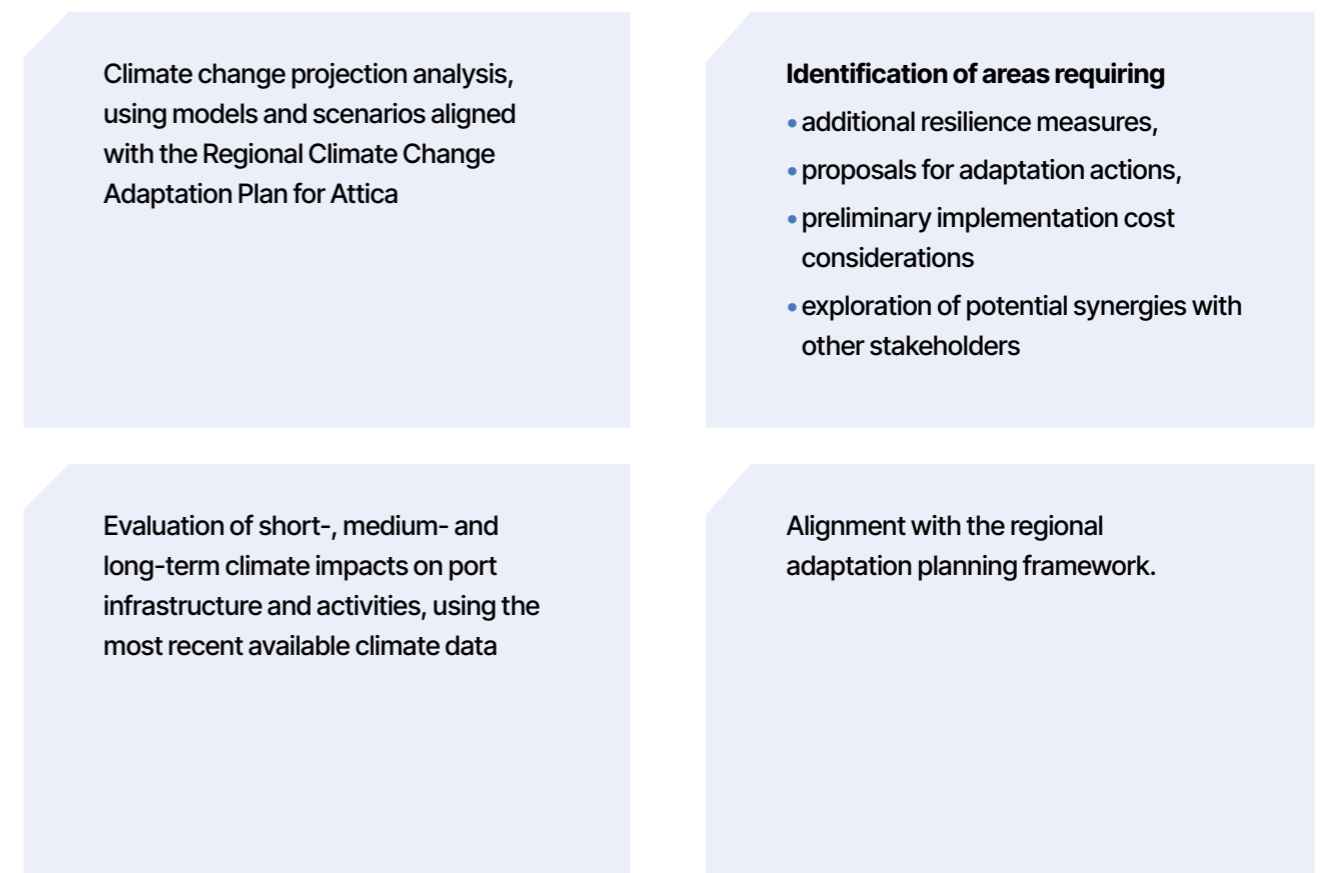 Climate change projection analysis,
using models and scenarios aligned
with the Regional Climate Change
Adaptation Plan for Attica
Identification of areas requiring
• additional resilience measures,
• proposals for adaptation actions,
• preliminary implementation cost
considerations
• exploration of potential synergies with
other stakeholders
Evaluation of short-, medium- and
long-term climate impacts on port
infrastructure and activities, using the
most recent available climate data
Alignment with the regional
adaptation planning framework.